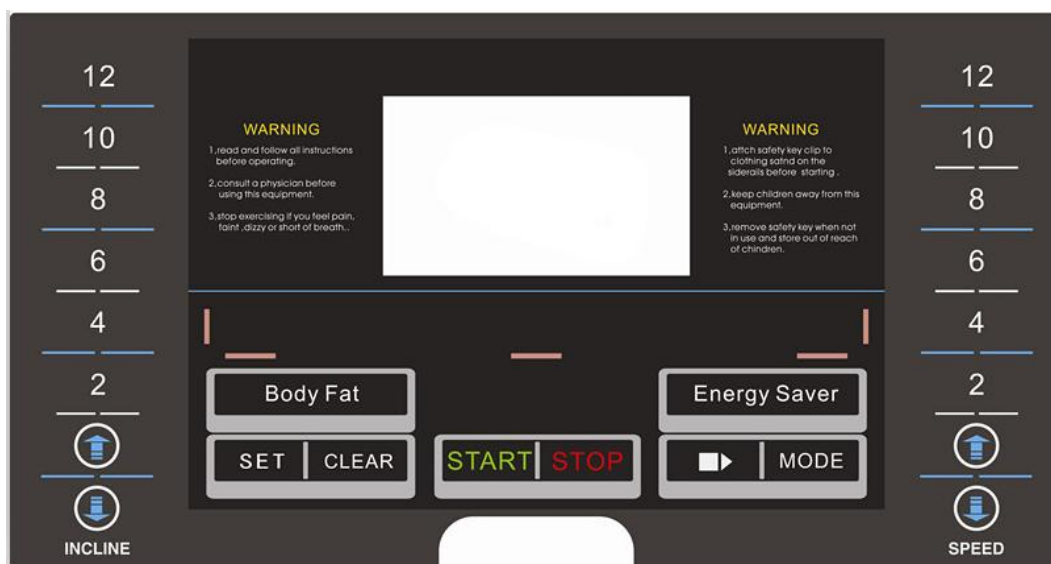 12
10
8
6
4
2
INCLINE
WARNING
1,read and follow all instructions
before operating.
2,consult a physician before
using this equipment.
3,stop exercising if you feel pain,
faint ,dizzy or short of breath..
WARNING
1,attch safety key clip to
clothing satnd on the
siderails before starting .
2,keep children away from this
equipment.
3,remove safety key when not
in use and store out of reach
of chindren.
Body Fat
Energy Saver
SET CLEAR
START STOP
MODE
12
10
8
6
4
2
SPEED